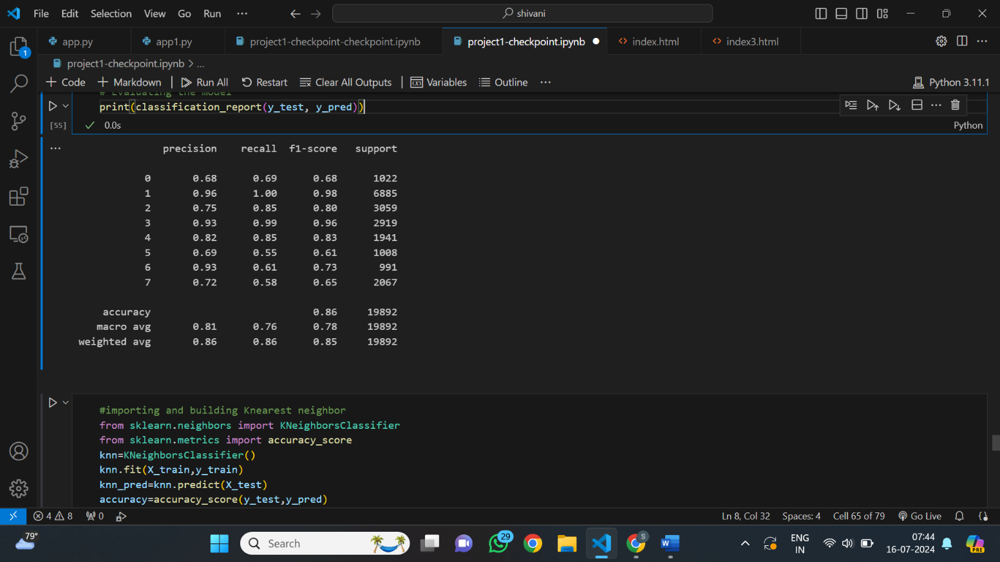 File Edit Selection View Go Run ··· shivani
1
app.py app1.py project1-checkpoint-checkpoint.ipynb project1-checkpoint.ipynb index.html index3.html
project1-checkpoint.ipynb > ...
+ Code + Markdown | Run All Restart Clear All Outputs | Variables Outline ··· Python 3.11.1
# Evaluating the model
print(classification_report(y_test, y_pred))
[55] 0.0s Python
precision recall f1-score support
0 0.68 0.69 0.68 1022
1 0.96 1.00 0.98 6885
2 0.75 0.85 0.80 3059
3 0.93 0.99 0.96 2919
4 0.82 0.85 0.83 1941
5 0.69 0.55 0.61 1008
6 0.93 0.61 0.73 991
7 0.72 0.58 0.65 2067
accuracy 0.86 19892
macro avg 0.81 0.76 0.78 19892
weighted avg 0.86 0.86 0.85 19892
#importing and building Knearest neighbor
from sklearn.neighbors import KNeighborsClassifier
from sklearn.metrics import accuracy_score
knn=KNeighborsClassifier()
knn.fit(X_train,y_train)
knn_pred=knn.predict(X_test)
accuracy=accuracy_score(y_test,y_pred)
4 8 0 Ln 8, Col 32 Spaces: 4 Cell 65 of 79 Go Live
79° Search 29 S W ENG 07:44
IN 16-07-2024 PRE